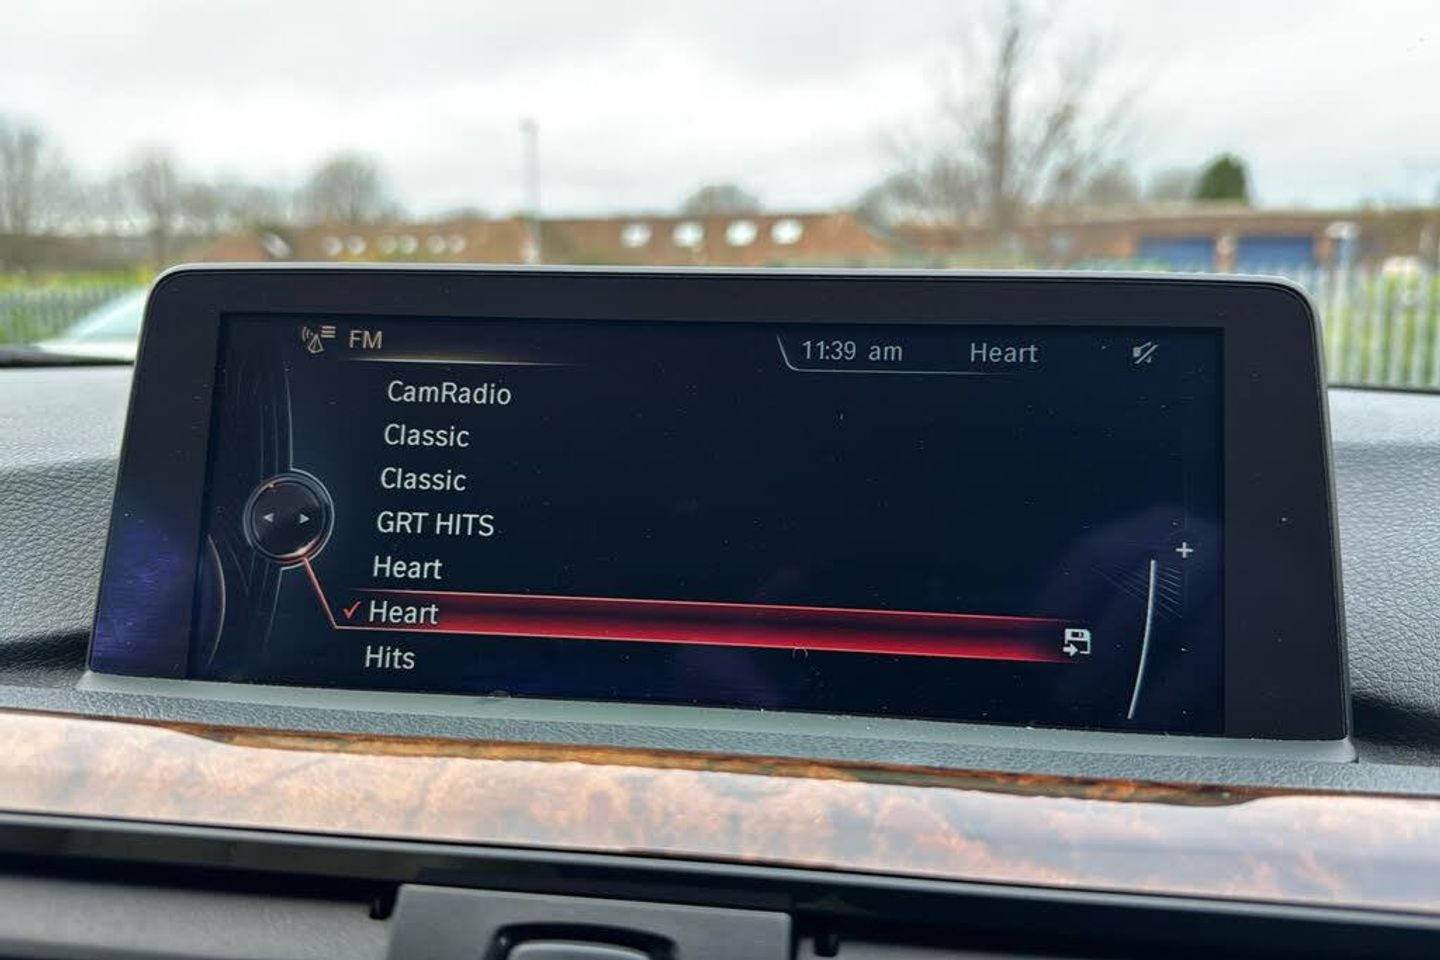 FM
11:39 am
Heart
CamRadio
Classic
Classic
GRT HITS
Heart
Heart
Hits